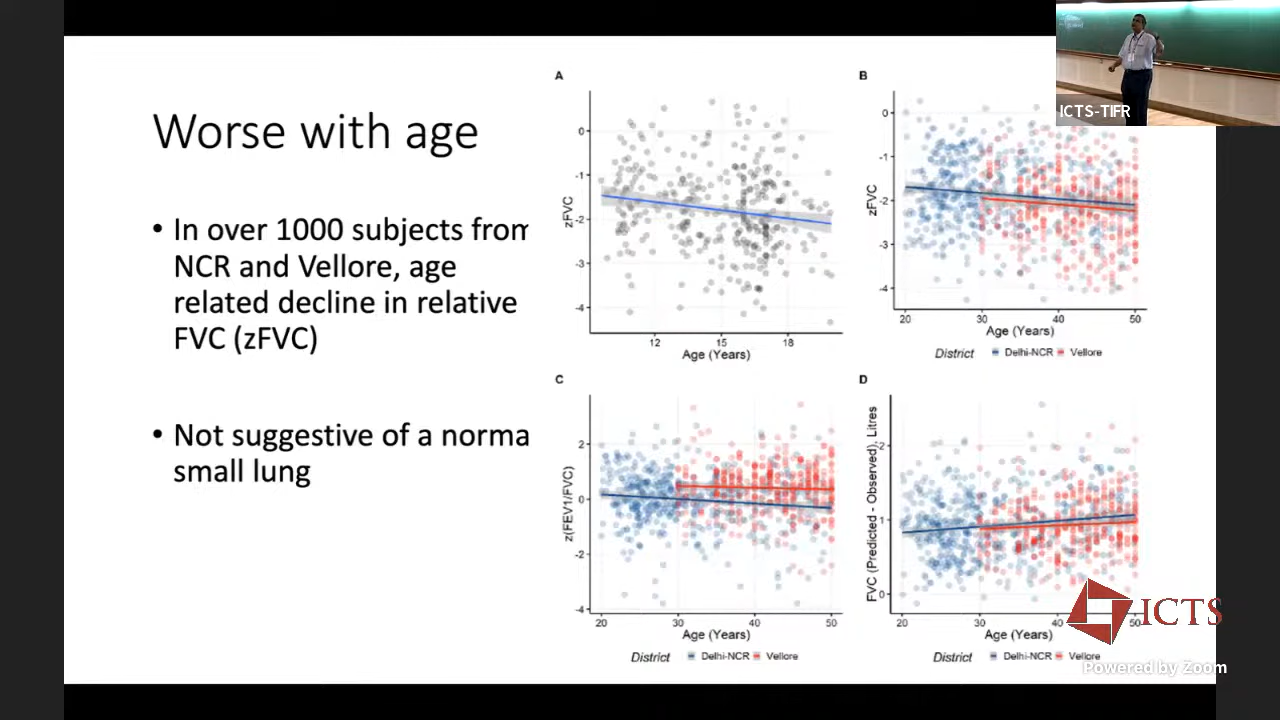 Worse with age
• In over 1000 subjects from
NCR and Vellore, age
related decline in relative
FVC (zFVC)
• Not suggestive of a norma
small lung
A
0
-1
-2
-3
-4
zFVC
12
15
18
Age (Years)
B
0
-1
-2
-3
-4
zFVC
20
30
40
50
Age (Years)
District Delhi-NCR Vellore
C
2
0
-2
-4
z(FEV1/FVC)
20
30
40
50
Age (Years)
District Delhi-NCR Vellore
D
2
1
0
FVC (Predicted - Observed), Litres
20
30
40
50
Age (Years)
District Delhi-NCR Vellore
ICTS-TIFR
ICTS
Powered by Zoom